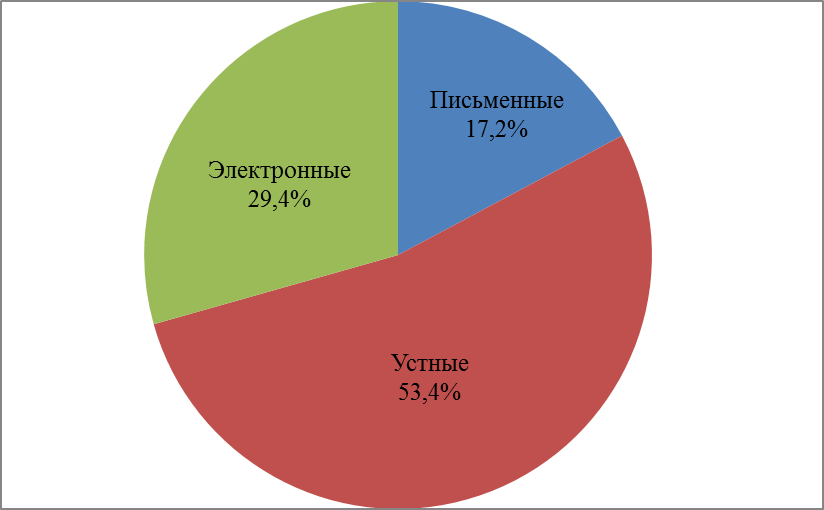 Письменные
17,2%
Электронные
29,4%
Устные
53,4%